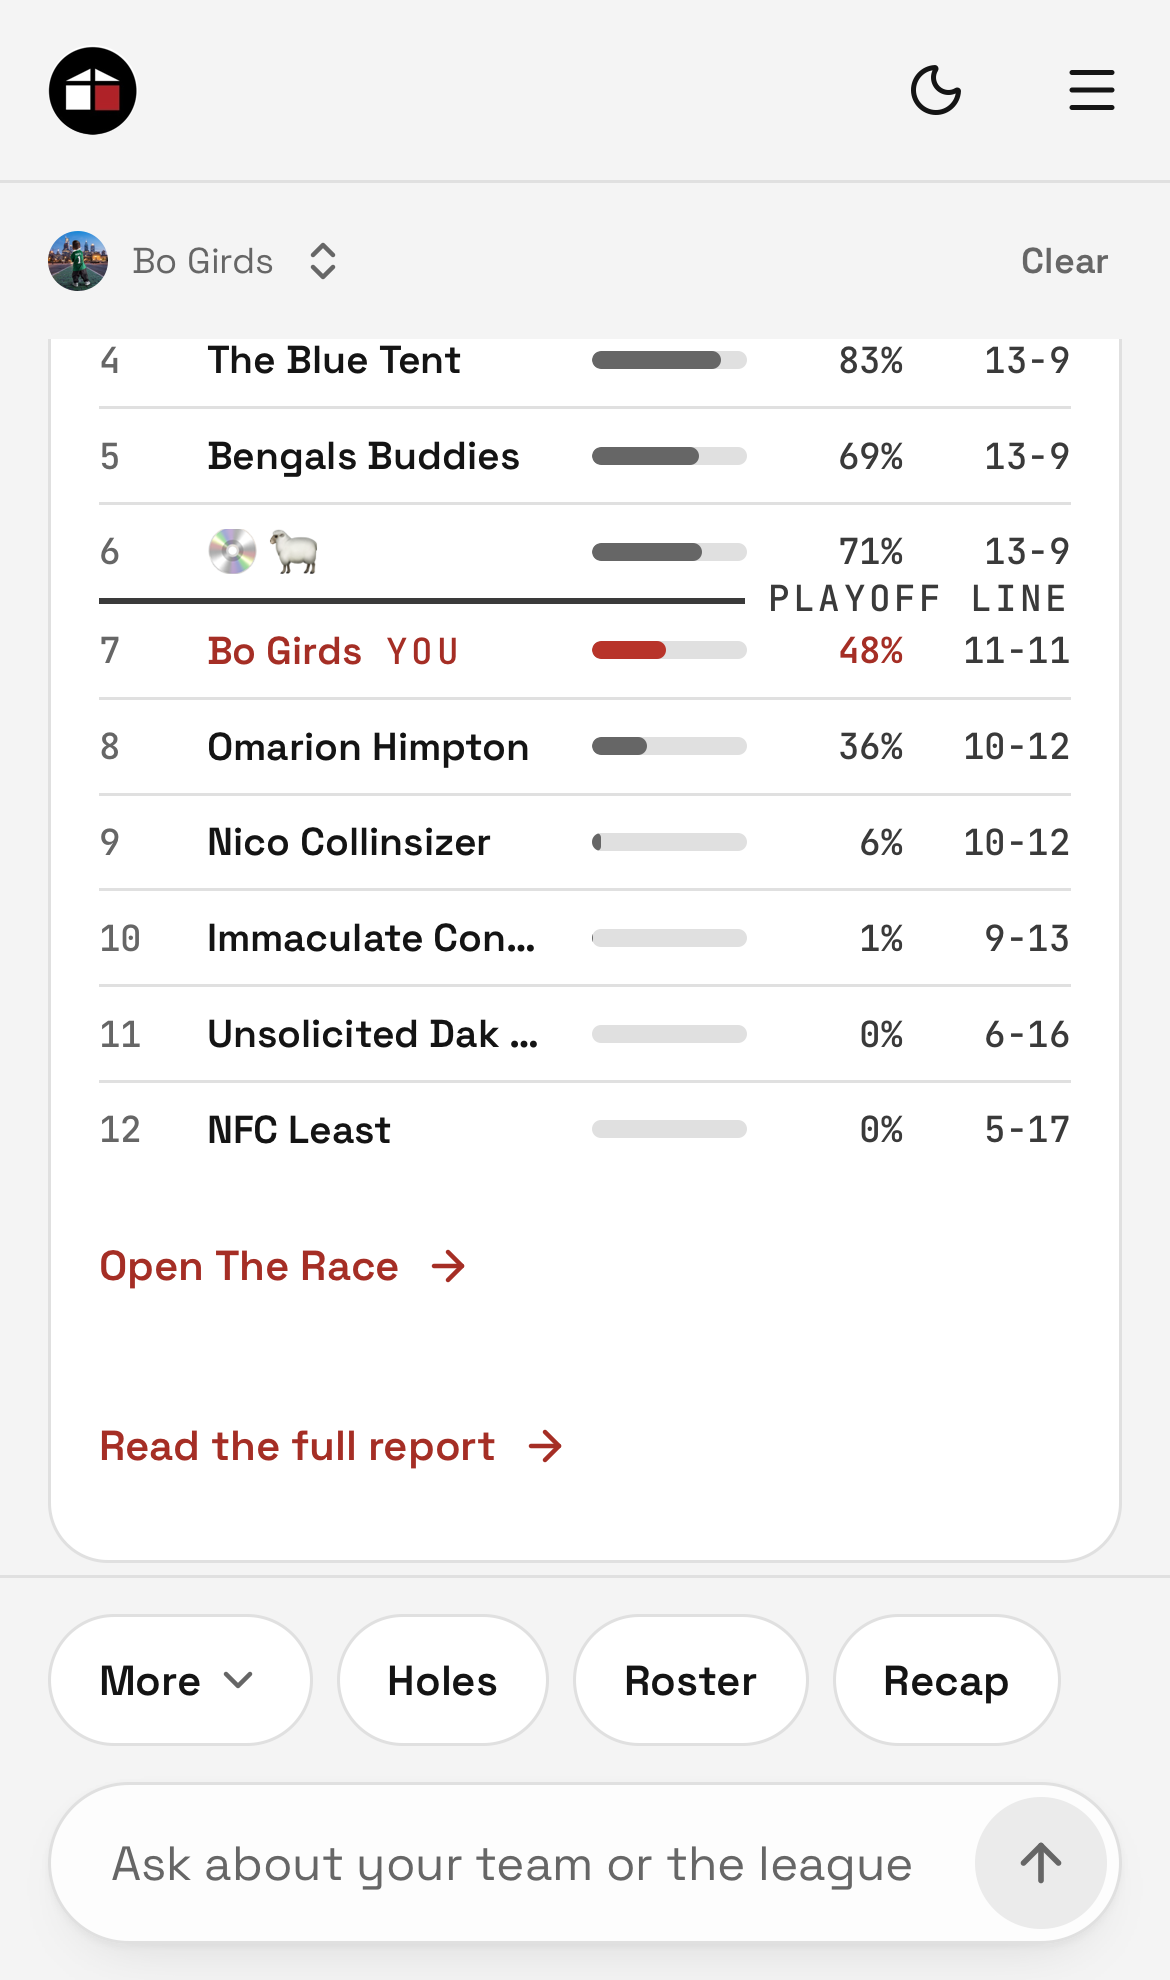 Bo Girds
Clear
4 The Blue Tent 83% 13-9
5 Bengals Buddies 69% 13-9
6 💿🐑 71% 13-9
PLAYOFF LINE
7 Bo Girds YOU 48% 11-11
8 Omarion Himpton 36% 10-12
9 Nico Collinsizer 6% 10-12
10 Immaculate Con... 1% 9-13
11 Unsolicited Dak ... 0% 6-16
12 NFC Least 0% 5-17
Open The Race →
Read the full report →
More Holes Roster Recap
Ask about your team or the league